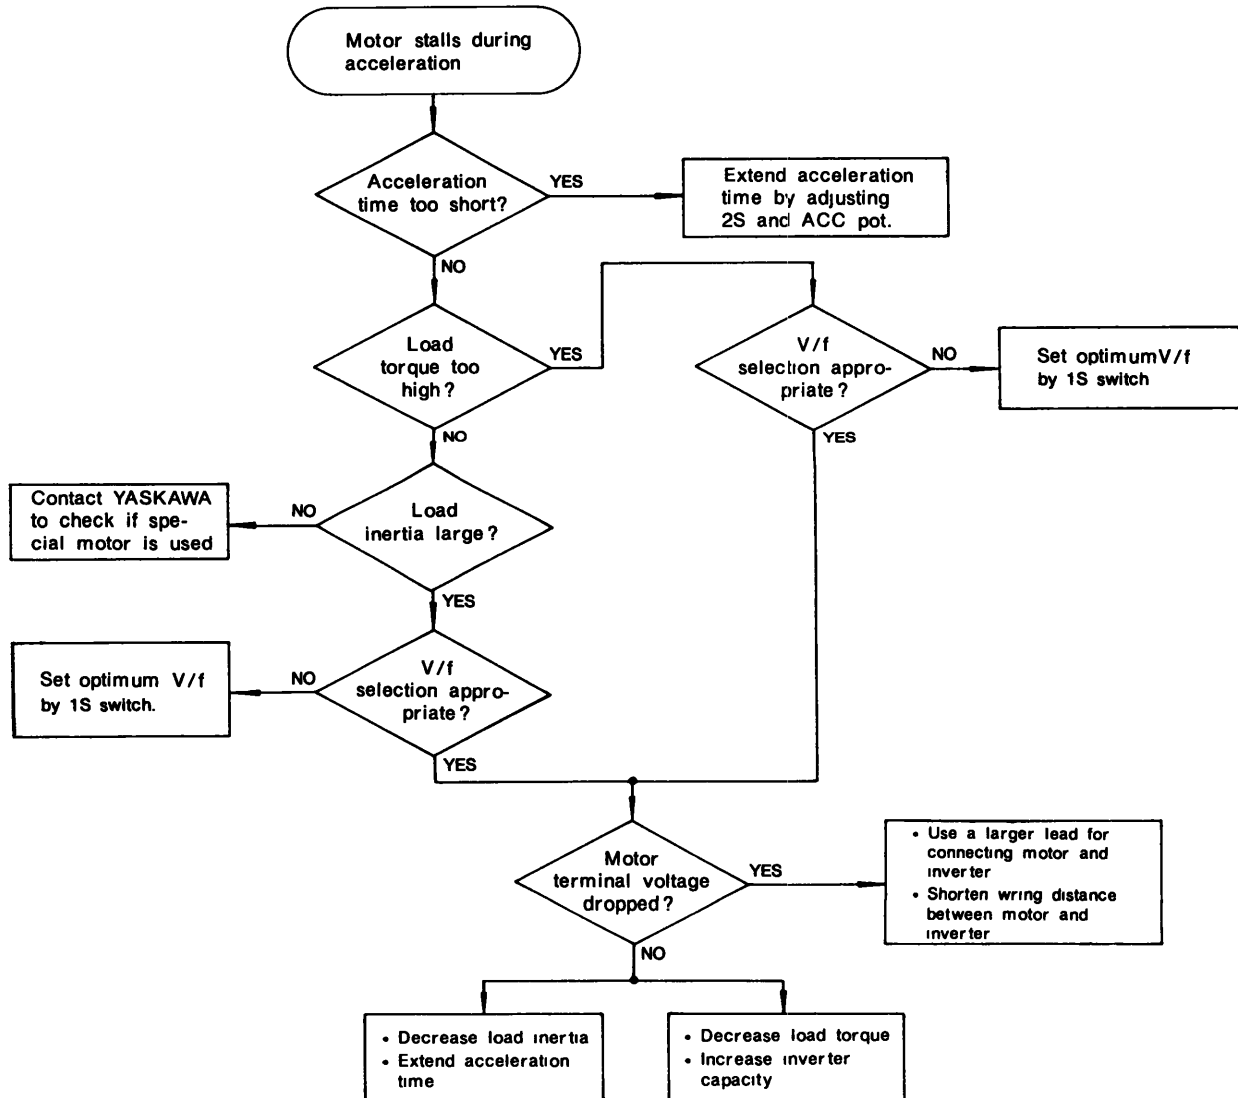 Motor stalls during
acceleration
Acceleration
time too short?
YES
Extend acceleration
time by adjusting
2S and ACC pot.
NO
Load
torque too
high?
YES
V/f
selection appro-
priate?
NO
Set optimum V/f
by 1S switch
NO
YES
Contact YASKAWA
to check if spe-
cial motor is used
NO
Load
inertia large?
YES
Set optimum V/f
by 1S switch.
NO
V/f
selection appro-
priate?
YES
Motor
terminal voltage
dropped?
YES
• Use a larger lead for
connecting motor and
inverter
• Shorten wring distance
between motor and
inverter
NO
• Decrease load inertia
• Extend acceleration
time
• Decrease load torque
• Increase inverter
capacity